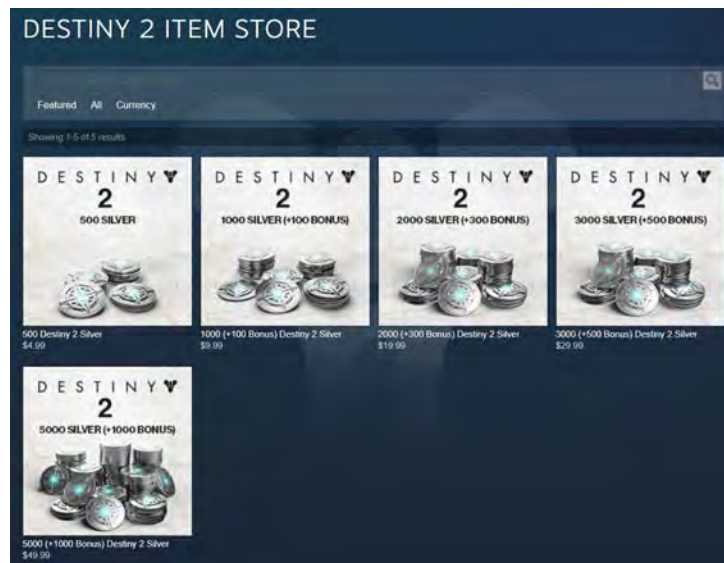 DESTINY 2 ITEM STORE
Featured All Currency
Showing 1-5 of 5 results
DESTINY
2
500 SILVER
500 Destiny 2 Silver
$4.99
DESTINY
2
1000 SILVER (+100 BONUS)
1000 (+100 Bonus) Destiny 2 Silver
$9.99
DESTINY
2
2000 SILVER (+300 BONUS)
2000 (+300 Bonus) Destiny 2 Silver
$19.99
DESTINY
2
3000 SILVER (+500 BONUS)
3000 (+500 Bonus) Destiny 2 Silver
$29.99
DESTINY
2
5000 SILVER (+1000 BONUS)
5000 (+1000 Bonus) Destiny 2 Silver
$49.99